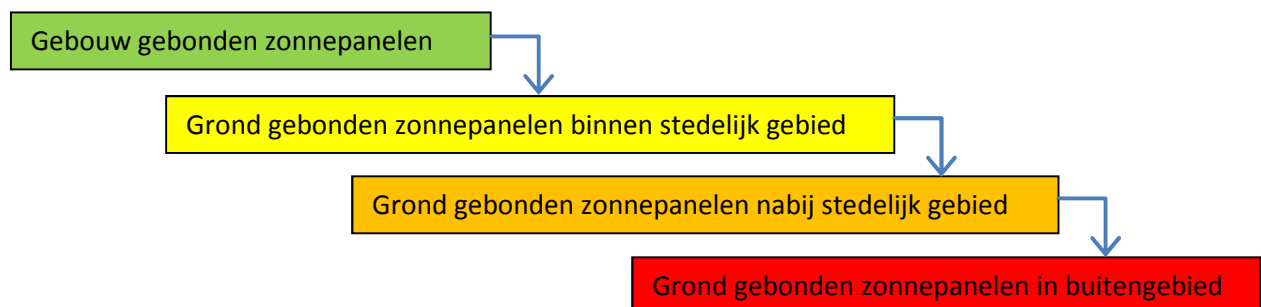 Gebouw gebonden zonnepanelen
Grond gebonden zonnepanelen binnen stedelijk gebied
Grond gebonden zonnepanelen nabij stedelijk gebied
Grond gebonden zonnepanelen in buitengebied